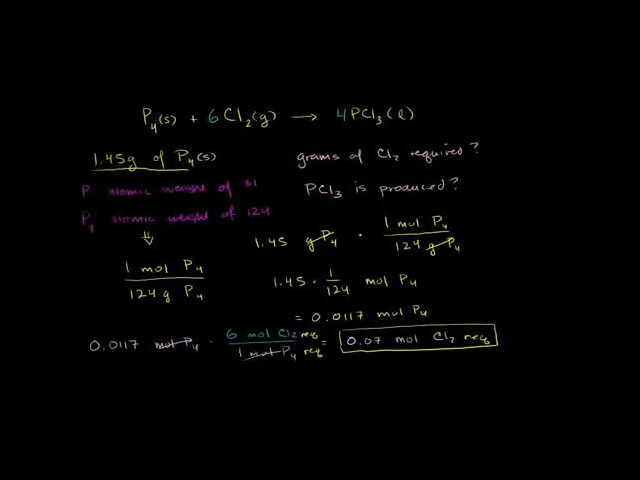 P₄(s) + 6Cl₂(g) → 4PCl₃(l)
1.45g of P₄(s)
grams of Cl₂ required?
P atomic weight of 31
PCl₃ is produced?
P₄ atomic weight of 124
1.45 g P₄ · 1 mol P₄ / 124 g P₄
1 mol P₄ / 124 g P₄
1.45 · 1/124 mol P₄
= 0.0117 mol P₄
0.0117 mol P₄ · 6 mol Cl₂ req / 1 mol P₄ req = 0.07 mol Cl₂ req